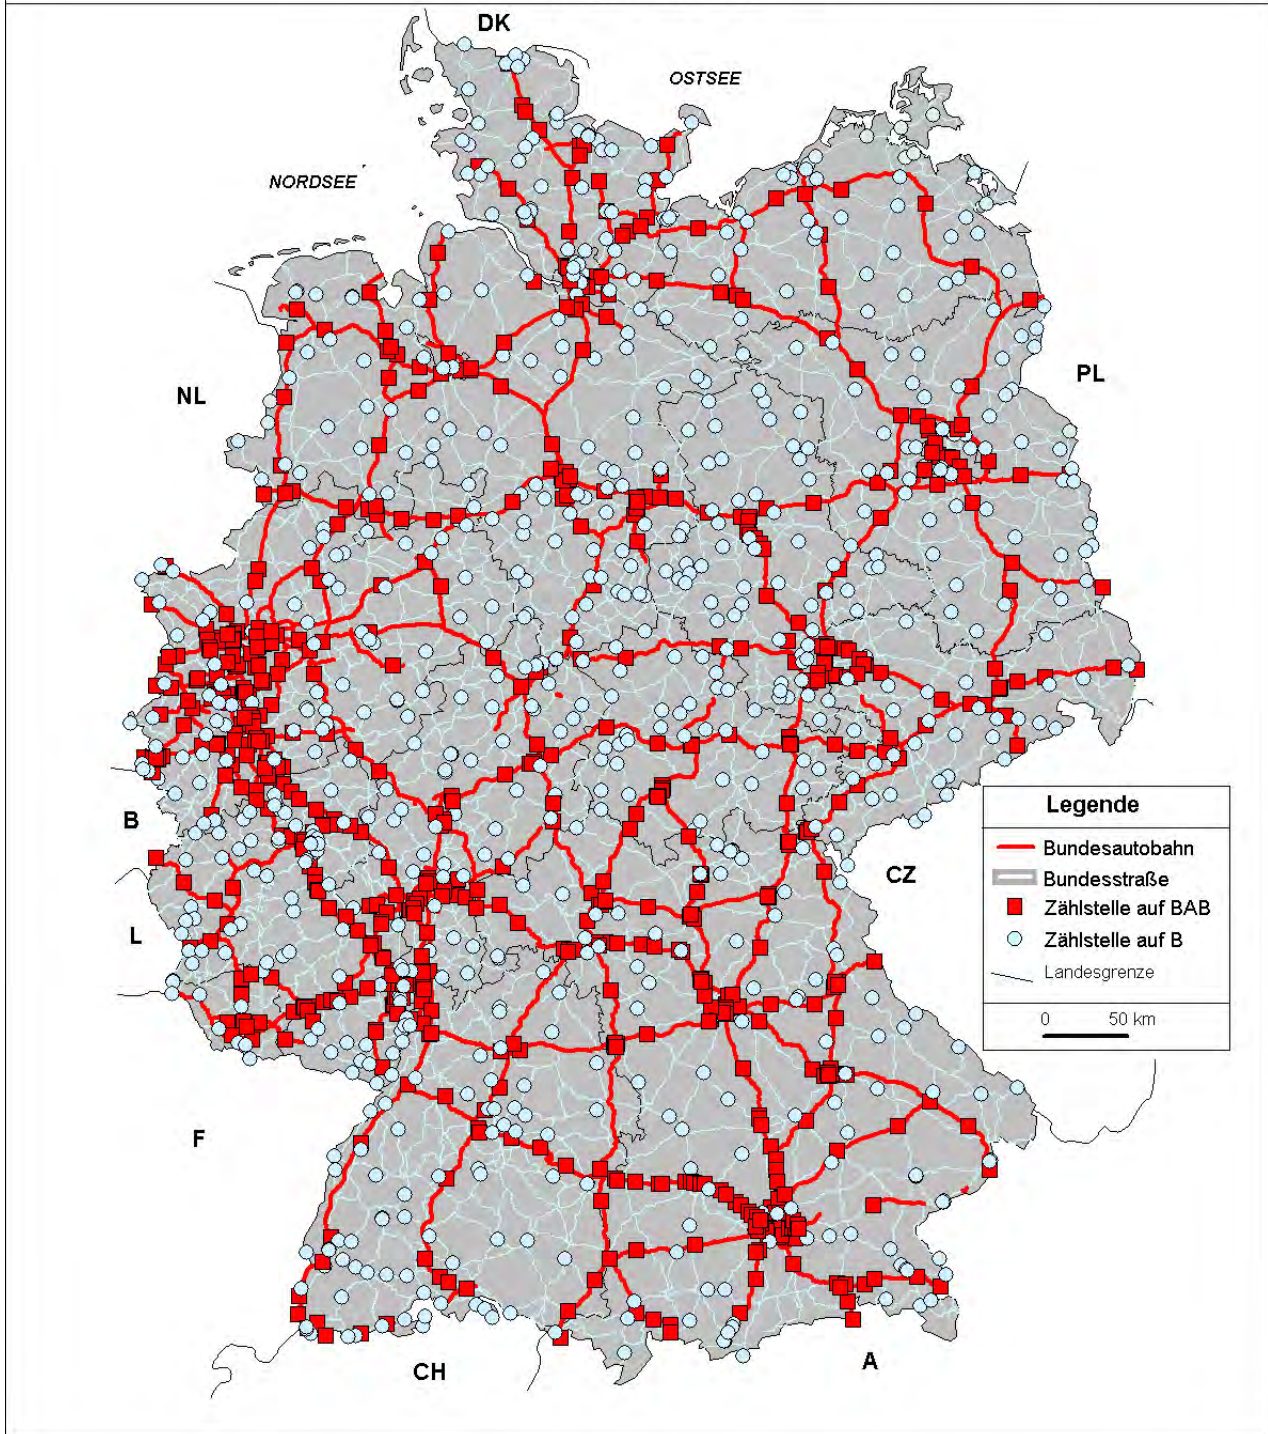 DK
OSTSEE
NORDSEE
NL
PL
Legende
Bundesautobahn
Bundesstraße
Zählstelle auf BAB
Zählstelle auf B
Landesgrenze
0 50 km
B
CZ
L
F
CH
A